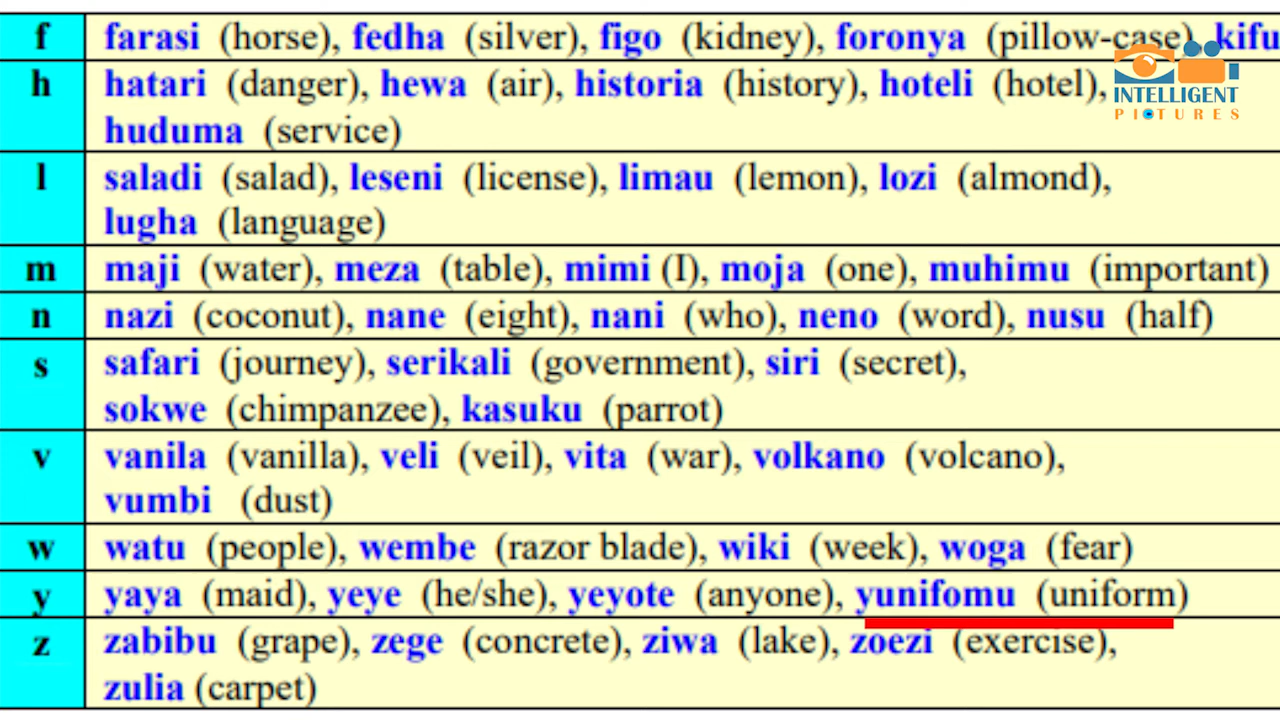 f farasi (horse), fedha (silver), figo (kidney), foronya (pillow-case), kifu
h hatari (danger), hewa (air), historia (history), hoteli (hotel),
huduma (service)
l saladi (salad), leseni (license), limau (lemon), lozi (almond),
lugha (language)
m maji (water), meza (table), mimi (I), moja (one), muhimu (important)
n nazi (coconut), nane (eight), nani (who), neno (word), nusu (half)
s safari (journey), serikali (government), siri (secret),
sokwe (chimpanzee), kasuku (parrot)
v vanila (vanilla), veli (veil), vita (war), volkano (volcano),
vumbi (dust)
w watu (people), wembe (razor blade), wiki (week), woga (fear)
y yaya (maid), yeye (he/she), yeyote (anyone), yunifomu (uniform)
z zabibu (grape), zege (concrete), ziwa (lake), zoezi (exercise),
zulia (carpet)
INTELLIGENT
PICTURES